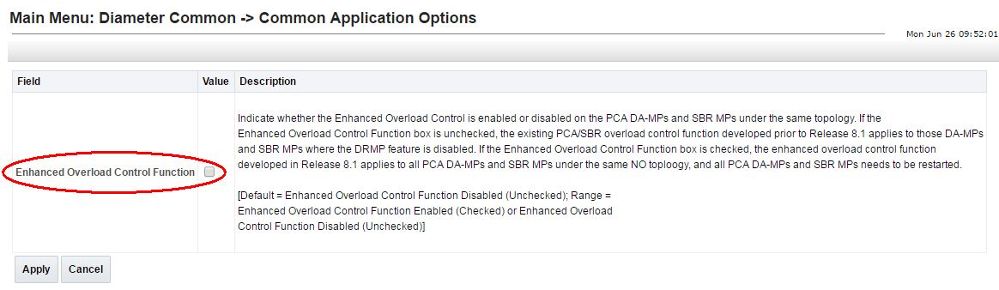 Main Menu: Diameter Common -> Common Application Options
Mon Jun 26 09:52:01
Field Value Description
Enhanced Overload Control Function
Indicate whether the Enhanced Overload Control is enabled or disabled on the PCA DA-MPs and SBR MPs under the same topology. If the
Enhanced Overload Control Function box is unchecked, the existing PCA/SBR overload control function developed prior to Release 8.1 applies to those DA-MPs
and SBR MPs where the DRMP feature is disabled. If the Enhanced Overload Control Function box is checked, the enhanced overload control function
developed in Release 8.1 applies to all PCA DA-MPs and SBR MPs under the same NO toploogy, and all PCA DA-MPs and SBR MPs needs to be restarted.
[Default = Enhanced Overload Control Function Disabled (Unchecked); Range =
Enhanced Overload Control Function Enabled (Checked) or Enhanced Overload
Control Function Disabled (Unchecked)]
Apply Cancel